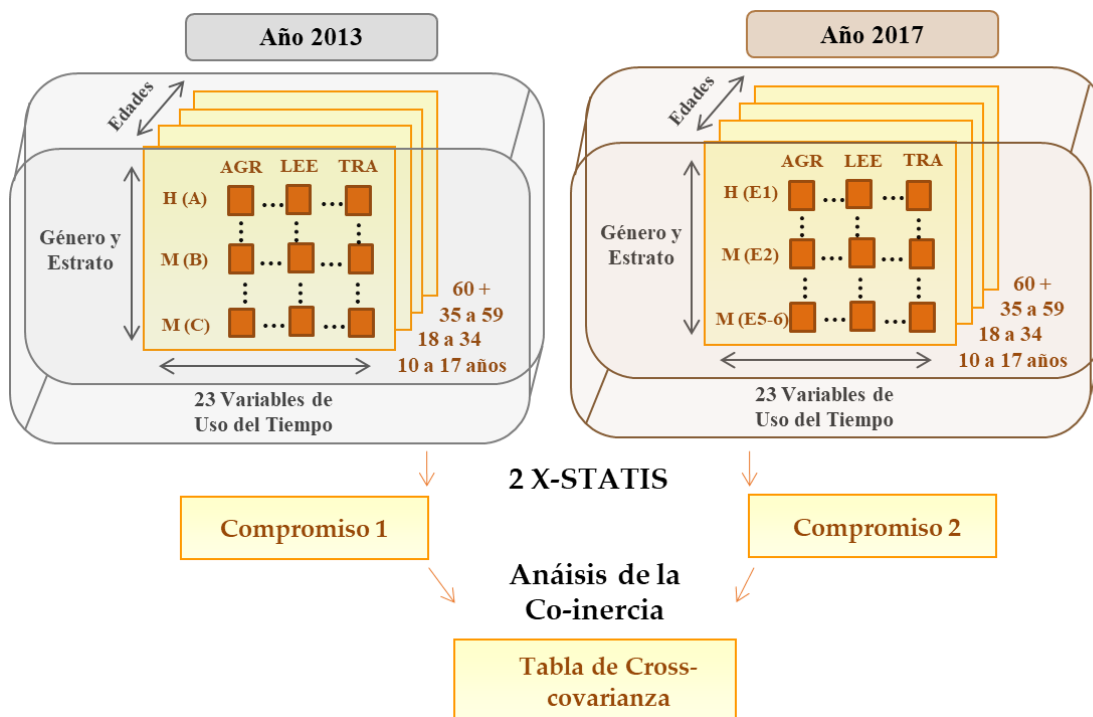 Año 2013
Edades
AGR LEE TRA
H (A)
Género y
Estrato
M (B)
M (C)
60 +
35 a 59
18 a 34
10 a 17 años
23 Variables de
Uso del Tiempo
Año 2017
Edades
AGR LEE TRA
H (E1)
Género y
Estrato
M (E2)
M (E5-6)
60 +
35 a 59
18 a 34
10 a 17 años
23 Variables de
Uso del Tiempo
2 X-STATIS
Compromiso 1
Compromiso 2
Anáisis de la
Co-inercia
Tabla de Cross-
covarianza